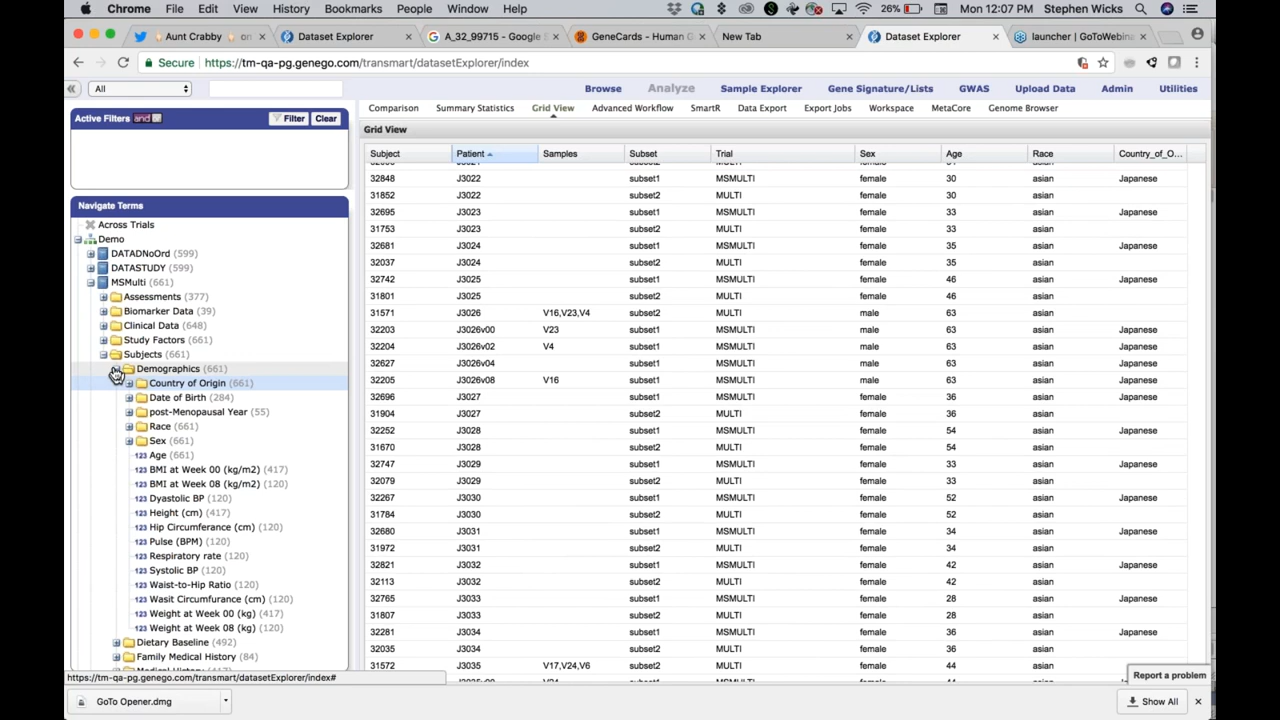 Chrome File Edit View History Bookmarks People Window Help 26% Mon 12:07 PM Stephen Wicks
Aunt Crabby on Dataset Explorer A_32_99715 - Google S GeneCards - Human G New Tab Dataset Explorer launcher | GoToWebina
Secure https://tm-qa-pg.genego.com/transmart/datasetExplorer/index
All Browse Analyze Sample Explorer Gene Signature/Lists GWAS Upload Data Admin Utilities
Comparison Summary Statistics Grid View Advanced Workflow SmartR Data Export Export Jobs Workspace MetaCore Genome Browser
Active Filters and Filter Clear
Navigate Terms
Across Trials
Demo
DATADNoOrd (599)
DATASTUDY (599)
MSMulti (661)
Assessments (377)
Biomarker Data (39)
Clinical Data (648)
Study Factors (661)
Subjects (661)
Demographics (661)
Country of Origin (661)
Date of Birth (284)
post-Menopausal Year (55)
Race (661)
Sex (661)
123 Age (661)
123 BMI at Week 00 (kg/m2) (417)
123 BMI at Week 08 (kg/m2) (120)
123 Dyastolic BP (120)
123 Height (cm) (417)
123 Hip Circumferance (cm) (120)
123 Pulse (BPM) (120)
123 Respiratory rate (120)
123 Systolic BP (120)
123 Waist-to-Hip Ratio (120)
123 Wasit Circumfurance (cm) (120)
123 Weight at Week 00 (kg) (417)
123 Weight at Week 08 (kg) (120)
Dietary Baseline (492)
Family Medical History (84)
Grid View
Subject Patient Samples Subset Trial Sex Age Race Country_of_O...
32848 J3022 subset1 MSMULTI female 30 asian Japanese
31852 J3022 subset2 MULTI female 30 asian
32695 J3023 subset1 MSMULTI female 33 asian Japanese
31753 J3023 subset2 MULTI female 33 asian
32681 J3024 subset1 MSMULTI female 35 asian Japanese
32037 J3024 subset2 MULTI female 35 asian
32742 J3025 subset1 MSMULTI female 46 asian Japanese
31801 J3025 subset2 MULTI female 46 asian
31571 J3026 V16,V23,V4 subset2 MULTI male 63 asian
32203 J3026v00 V23 subset1 MSMULTI male 63 asian Japanese
32204 J3026v02 V4 subset1 MSMULTI male 63 asian Japanese
32627 J3026v04 subset1 MSMULTI male 63 asian Japanese
32205 J3026v08 V16 subset1 MSMULTI male 63 asian Japanese
32696 J3027 subset1 MSMULTI female 36 asian Japanese
31904 J3027 subset2 MULTI female 36 asian
32252 J3028 subset1 MSMULTI female 54 asian Japanese
31670 J3028 subset2 MULTI female 54 asian
32747 J3029 subset1 MSMULTI female 33 asian Japanese
32079 J3029 subset2 MULTI female 33 asian
32267 J3030 subset1 MSMULTI female 52 asian Japanese
31784 J3030 subset2 MULTI female 52 asian
32680 J3031 subset1 MSMULTI female 34 asian Japanese
31972 J3031 subset2 MULTI female 34 asian
32821 J3032 subset1 MSMULTI female 42 asian Japanese
32113 J3032 subset2 MULTI female 42 asian
32765 J3033 subset1 MSMULTI female 28 asian Japanese
31807 J3033 subset2 MULTI female 28 asian
32281 J3034 subset1 MSMULTI female 36 asian Japanese
32035 J3034 subset2 MULTI female 36 asian
31572 J3035 V17,V24,V6 subset2 MULTI female 44 asian
Report a problem
https://tm-qa-pg.genego.com/transmart/datasetExplorer/index#
GoTo Opener.dmg Show All